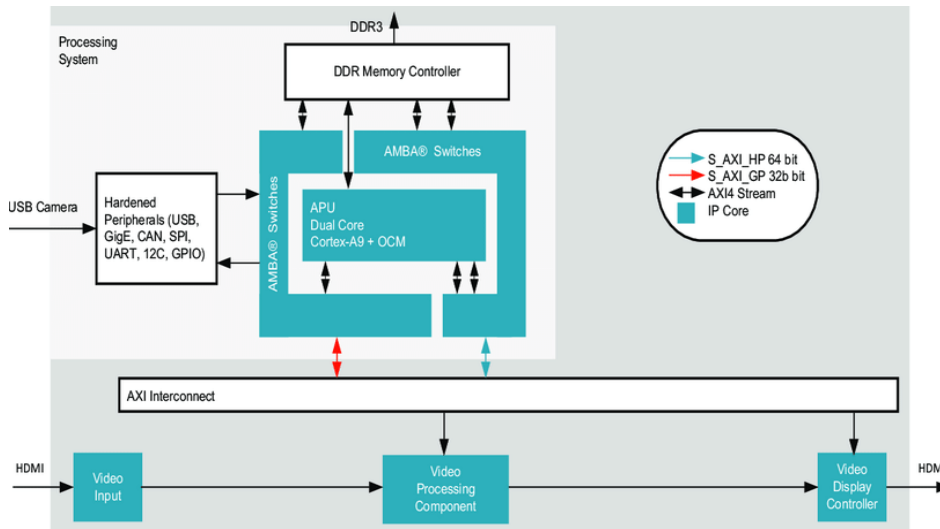 DDR3
Processing
System
DDR Memory Controller
AMBA® Switches
AMBA® Switches
APU
Dual Core
Cortex-A9 + OCM
USB Camera
Hardened
Peripherals (USB,
GigE, CAN, SPI,
UART, 12C, GPIO)
S_AXI_HP 64 bit
S_AXI_GP 32b bit
AXI4 Stream
IP Core
AXI Interconnect
HDMI
Video
Input
Video
Processing
Component
Video
Display
Controller
HDM